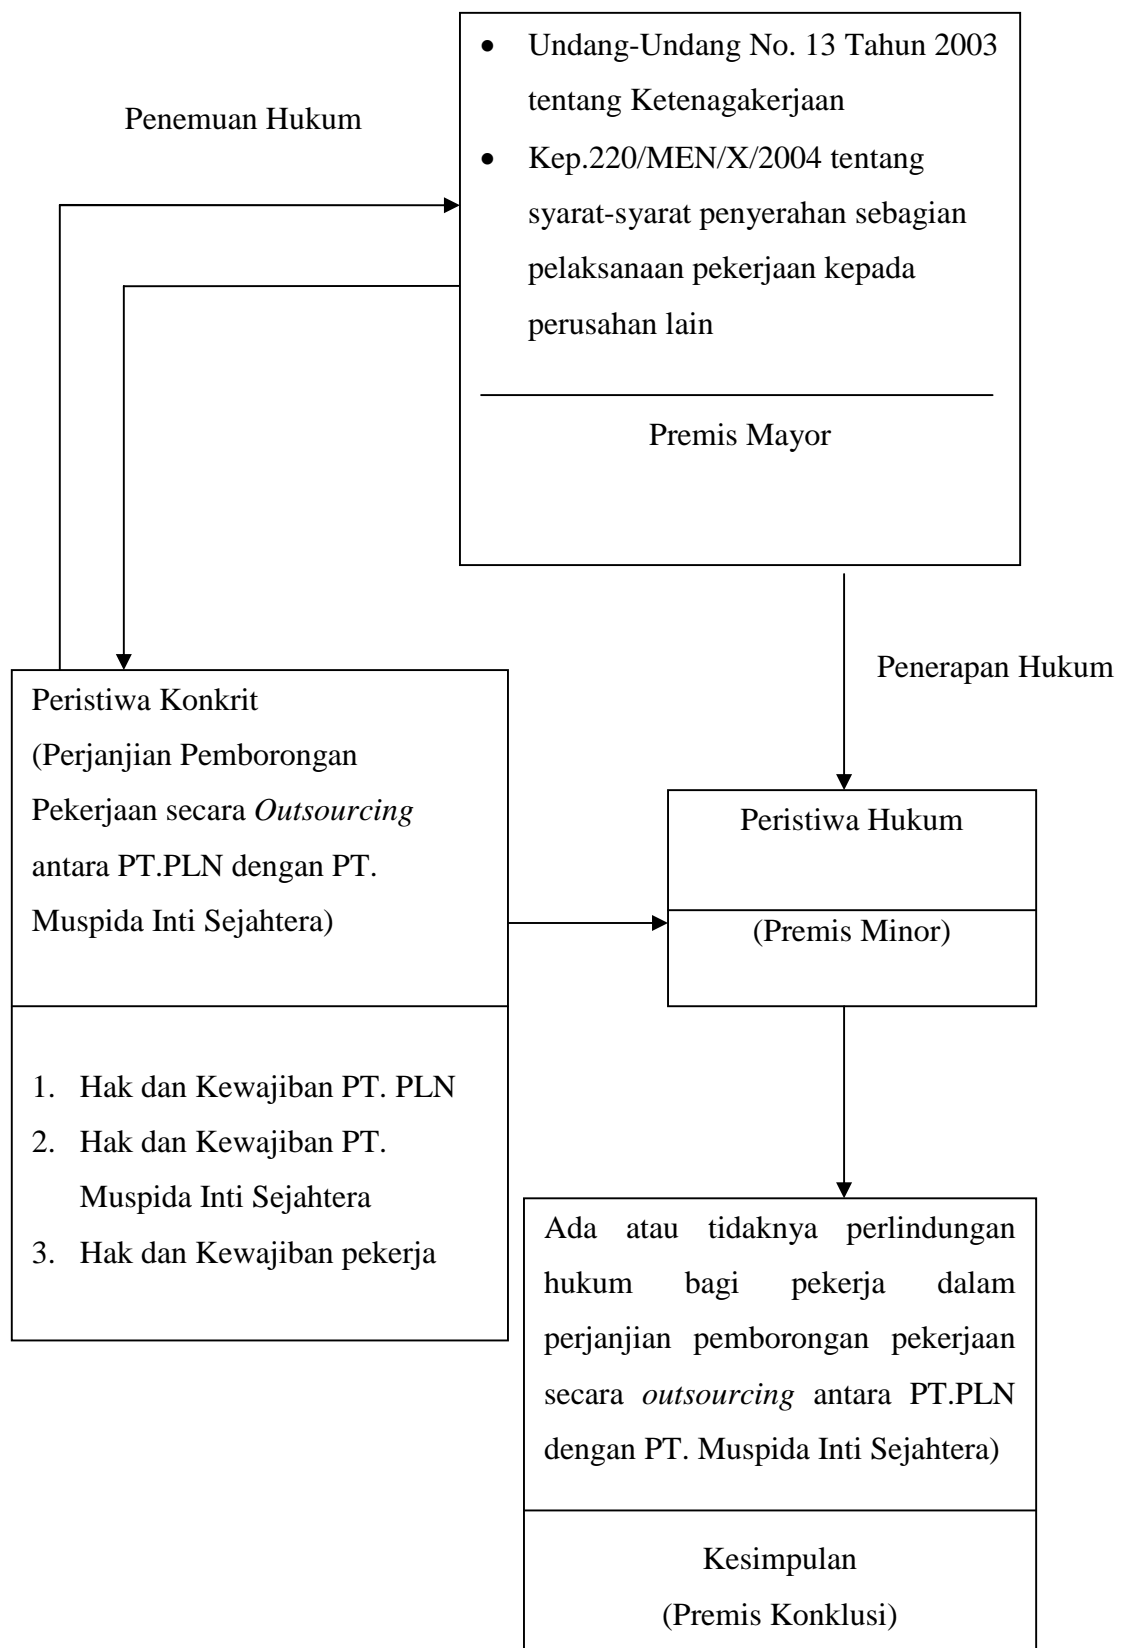 • Undang-Undang No. 13 Tahun 2003
tentang Ketenagakerjaan
Penemuan Hukum
• Kep.220/MEN/X/2004 tentang
syarat-syarat penyerahan sebagian
pelaksanaan pekerjaan kepada
perusahan lain
Premis Mayor
Penerapan Hukum
Peristiwa Konkrit
(Perjanjian Pemborongan
Pekerjaan secara Outsourcing
antara PT.PLN dengan PT.
Muspida Inti Sejahtera)
Peristiwa Hukum
(Premis Minor)
1. Hak dan Kewajiban PT. PLN
2. Hak dan Kewajiban PT.
Muspida Inti Sejahtera
3. Hak dan Kewajiban pekerja
Ada atau tidaknya perlindungan
hukum bagi pekerja dalam
perjanjian pemborongan pekerjaan
secara outsourcing antara PT.PLN
dengan PT. Muspida Inti Sejahtera)
Kesimpulan
(Premis Konklusi)